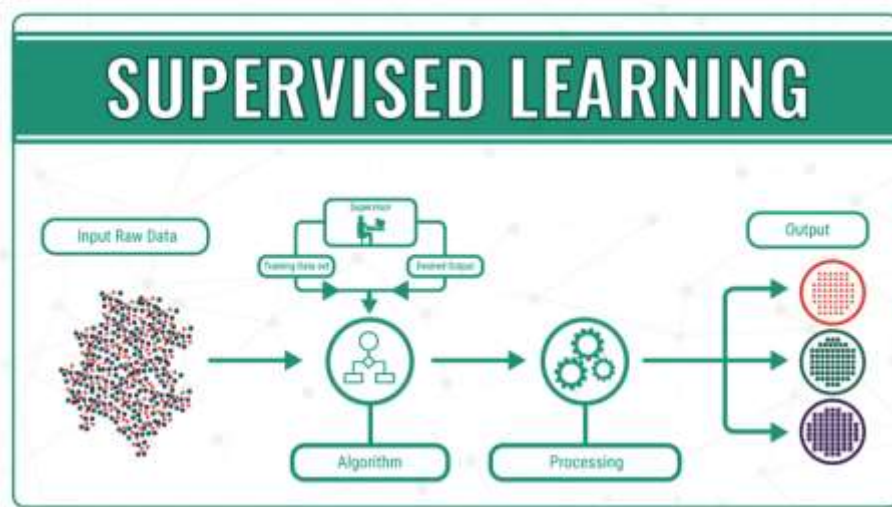 SUPERVISED LEARNING
Input Raw Data
Supervisor
Training Data set
Desired Output
Output
Algorithm
Processing